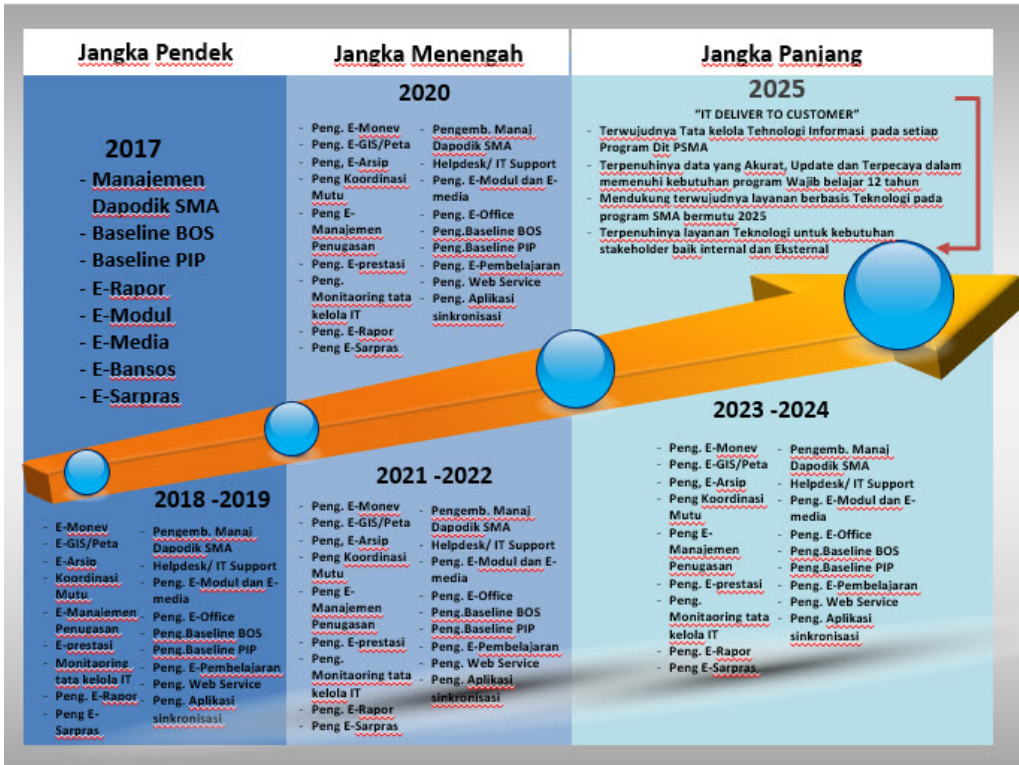 Jangka Pendek
2017
- Manajemen
Dapodik SMA
- Baseline BOS
- Baseline PIP
- E-Rapor
- E-Modul
- E-Media
- E-Bansos
- E-Sarpras
2018 -2019
- E-Monev
- E-GIS/Peta
- E-Arsip
- Koordinasi
Mutu
- E-Manajemen
Penugasan
- E-prestasi
- Monitaoring
tata kelola IT
- Peng. E-Rapor
- Peng E-
Sarpras
- Pengemb. Manaj
Dapodik SMA
- Helpdesk/ IT Support
- Peng. E-Modul dan E-
media
- Peng. E-Office
- Peng.Baseline BOS
- Peng.Baseline PIP
- Peng. E-Pembelajaran
- Peng. Web Service
- Peng. Aplikasi
sinkronisasi
Jangka Menengah
2020
- Peng. E-Monev
- Peng. E-GIS/Peta
- Peng, E-Arsip
- Peng Koordinasi
Mutu
- Peng E-
Manajemen
Penugasan
- Peng. E-prestasi
- Peng.
Monitaoring tata
kelola IT
- Peng. E-Rapor
- Peng E-Sarpras
- Pengemb. Manaj
Dapodik SMA
- Helpdesk/ IT Support
- Peng. E-Modul dan E-
media
- Peng. E-Office
- Peng.Baseline BOS
- Peng.Baseline PIP
- Peng. E-Pembelajaran
- Peng. Web Service
- Peng. Aplikasi
sinkronisasi
2021 -2022
- Peng. E-Monev
- Peng. E-GIS/Peta
- Peng, E-Arsip
- Peng Koordinasi
Mutu
- Peng E-
Manajemen
Penugasan
- Peng. E-prestasi
- Peng.
Monitaoring tata
kelola IT
- Peng. E-Rapor
- Peng E-Sarpras
- Pengemb. Manaj
Dapodik SMA
- Helpdesk/ IT Support
- Peng. E-Modul dan E-
media
- Peng. E-Office
- Peng.Baseline BOS
- Peng.Baseline PIP
- Peng. E-Pembelajaran
- Peng. Web Service
- Peng. Aplikasi
sinkronisasi
Jangka Panjang
2025
"IT DELIVER TO CUSTOMER"
- Terwujudnya Tata kelola Tehnologi Informasi pada setiap
Program Dit PSMA
- Terpenuhinya data yang Akurat, Update dan Terpecaya dalam
memenuhi kebutuhan program Wajib belajar 12 tahun
- Mendukung terwujudnya layanan berbasis Teknologi pada
program SMA bermutu 2025
- Terpenuhinya layanan Teknologi untuk kebutuhan
stakeholder baik internal dan Eksternal
2023 -2024
- Peng. E-Monev
- Peng. E-GIS/Peta
- Peng, E-Arsip
- Peng Koordinasi
Mutu
- Peng E-
Manajemen
Penugasan
- Peng. E-prestasi
- Peng.
Monitaoring tata
kelola IT
- Peng. E-Rapor
- Peng E-Sarpras
- Pengemb. Manaj
Dapodik SMA
- Helpdesk/ IT Support
- Peng. E-Modul dan E-
media
- Peng. E-Office
- Peng.Baseline BOS
- Peng.Baseline PIP
- Peng. E-Pembelajaran
- Peng. Web Service
- Peng. Aplikasi
sinkronisasi